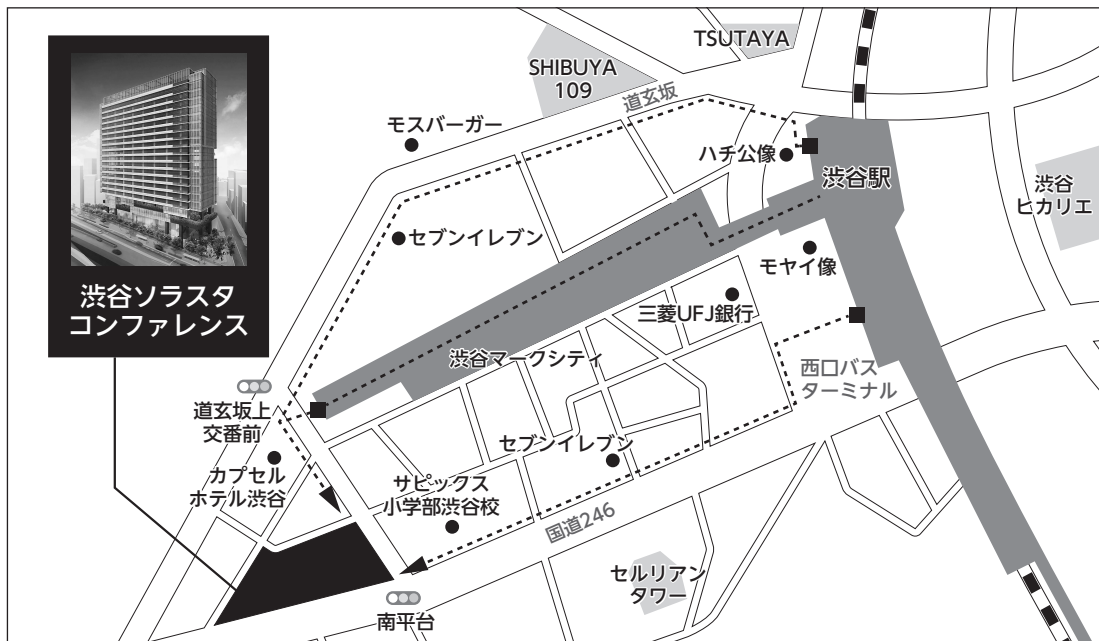 TSUTAYA
SHIBUYA
109
道玄坂
モスバーガー
ハチ公像
渋谷駅
渋谷
ヒカリエ
セブンイレブン
モヤイ像
渋谷ソラスタ
コンファレンス
三菱UFJ銀行
渋谷マークシティ
西口バス
ターミナル
道玄坂上
交番前
セブンイレブン
カプセル
ホテル渋谷
サピックス
小学部渋谷校
国道246
セルリアン
タワー
南平台